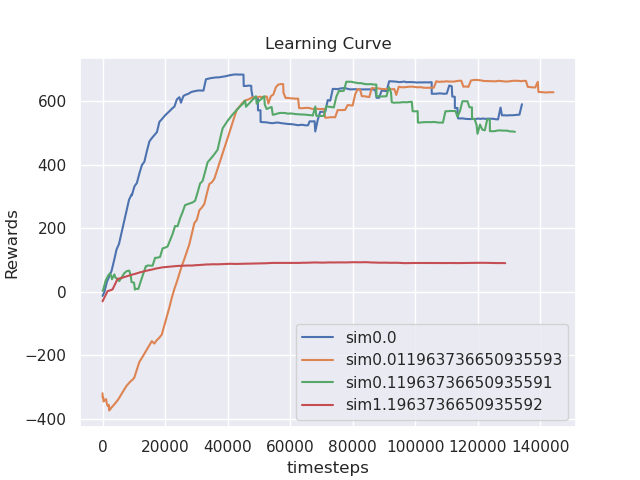 Learning Curve
Rewards
600
400
200
0
−200
−400
0 20000 40000 60000 80000 100000 120000 140000
timesteps
sim0.0
sim0.011963736650935593
sim0.11963736650935591
sim1.1963736650935592